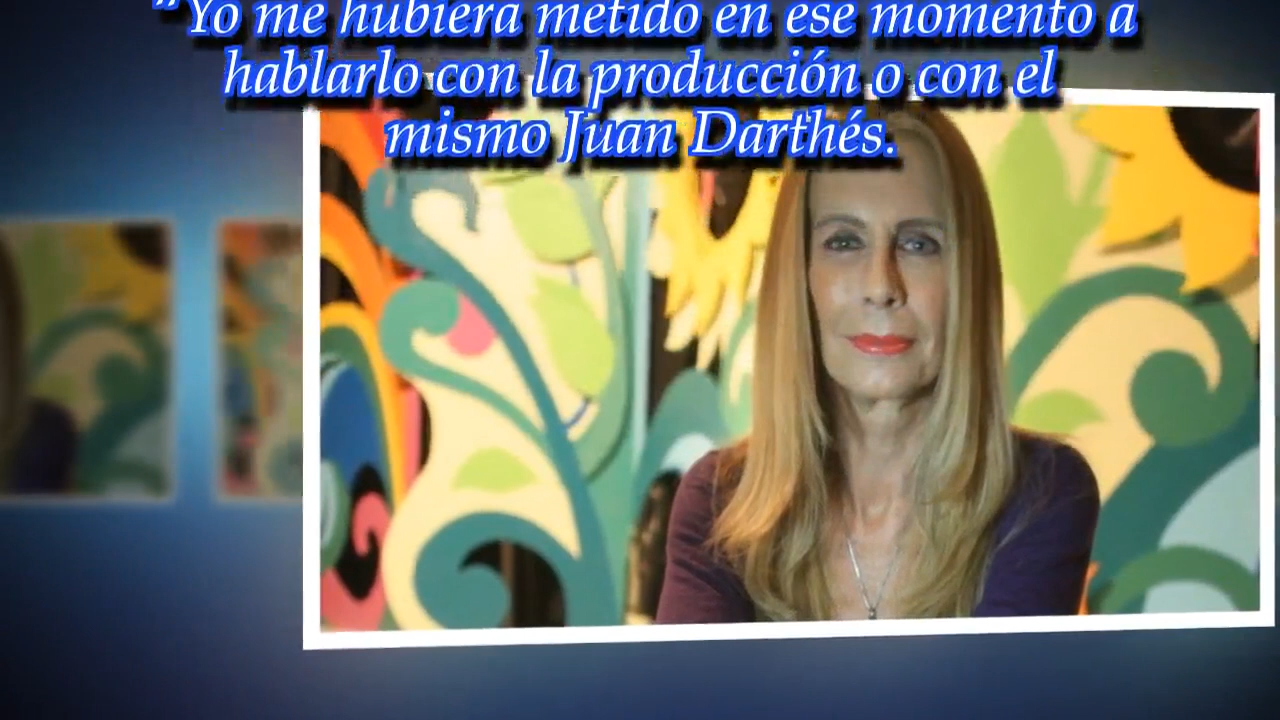 "Yo me hubiera metido en ese momento a
hablarlo con la producción o con el
mismo Juan Darthés.